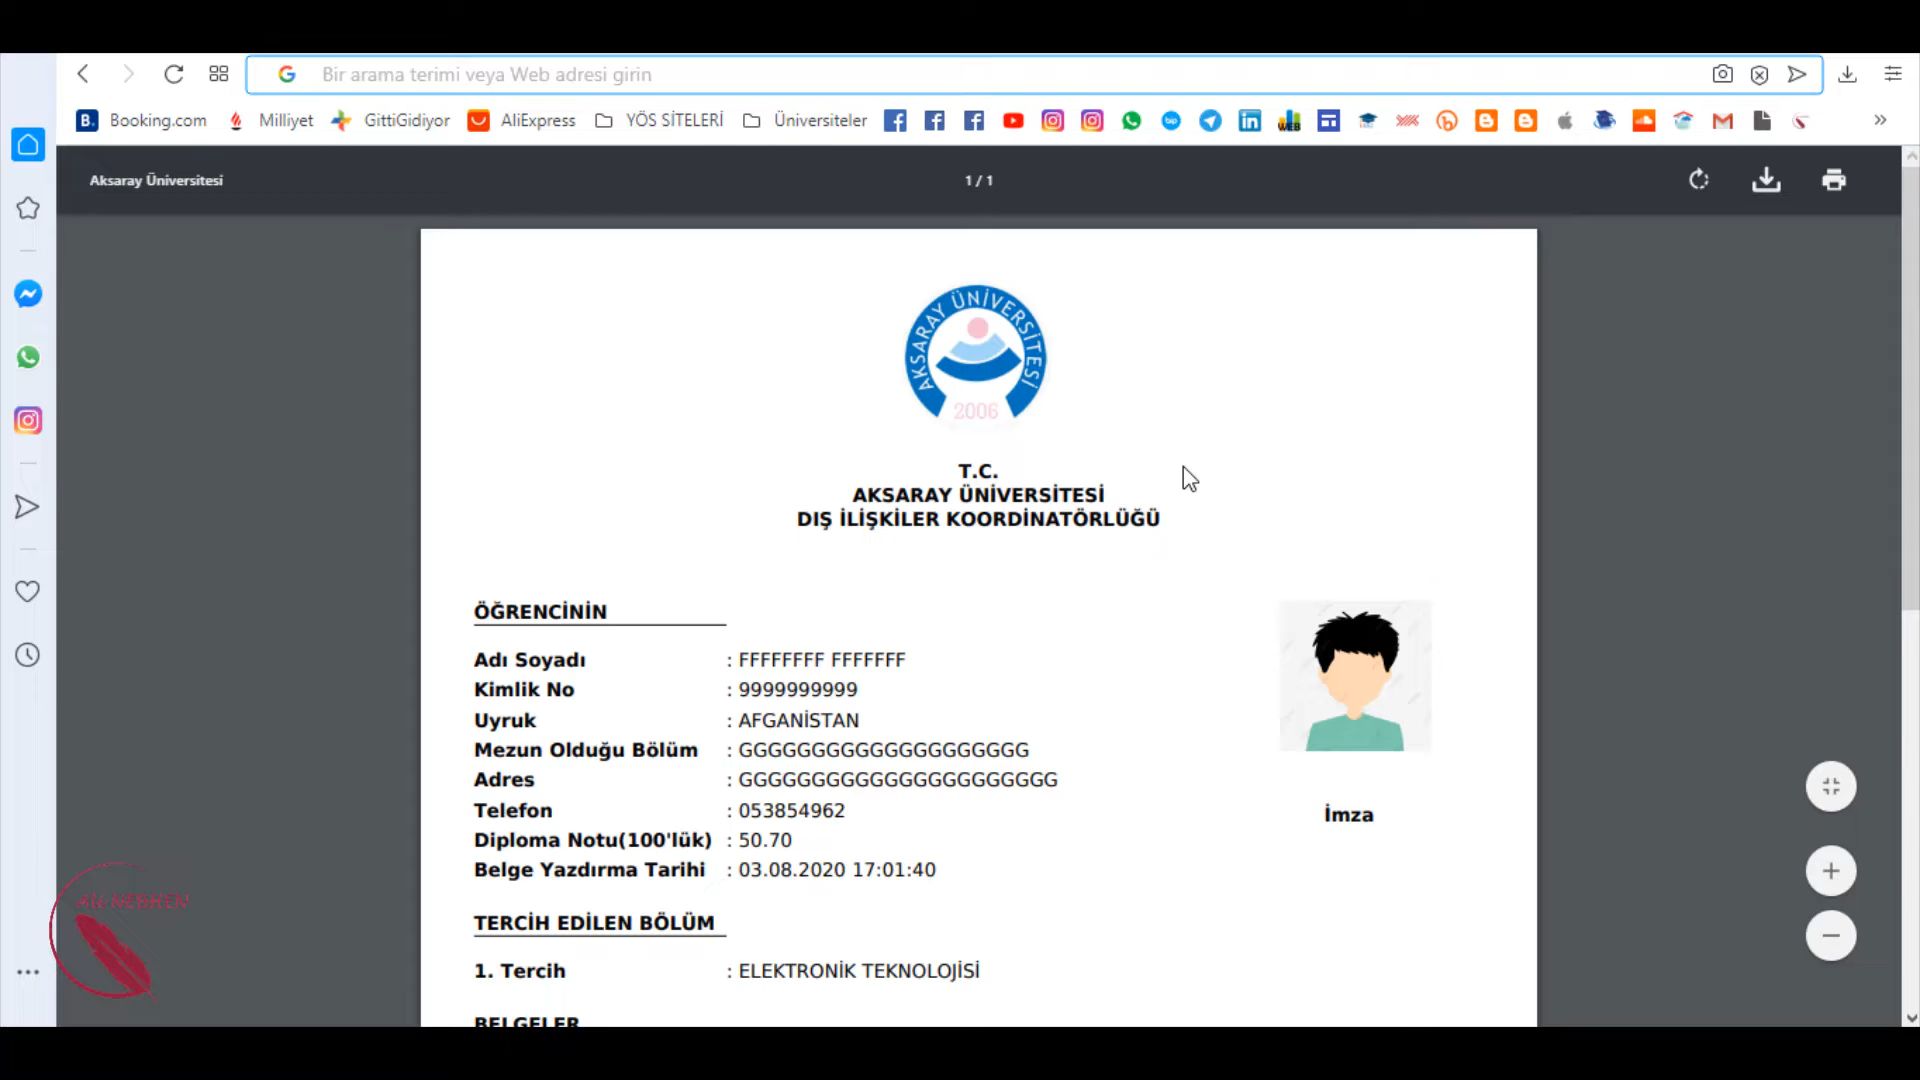 Bir arama terimi veya Web adresi girin
Booking.com Milliyet GittiGidiyor AliExpress YÖS SİTELERİ Üniversiteler
Aksaray Üniversitesi 1 / 1
AKSARAY ÜNİVERSİTESİ
2006
T.C.
AKSARAY ÜNİVERSİTESİ
DIŞ İLİŞKİLER KOORDİNATÖRLÜĞÜ
ÖĞRENCİNİN
Adı Soyadı : FFFFFFFF FFFFFFF
Kimlik No : 9999999999
Uyruk : AFGANİSTAN
Mezun Olduğu Bölüm : GGGGGGGGGGGGGGGGGGGG
Adres : GGGGGGGGGGGGGGGGGGGGGG
Telefon : 053854962
Diploma Notu(100'lük) : 50.70
Belge Yazdırma Tarihi : 03.08.2020 17:01:40
İmza
TERCİH EDİLEN BÖLÜM
1. Tercih : ELEKTRONİK TEKNOLOJİSİ
BELGELER